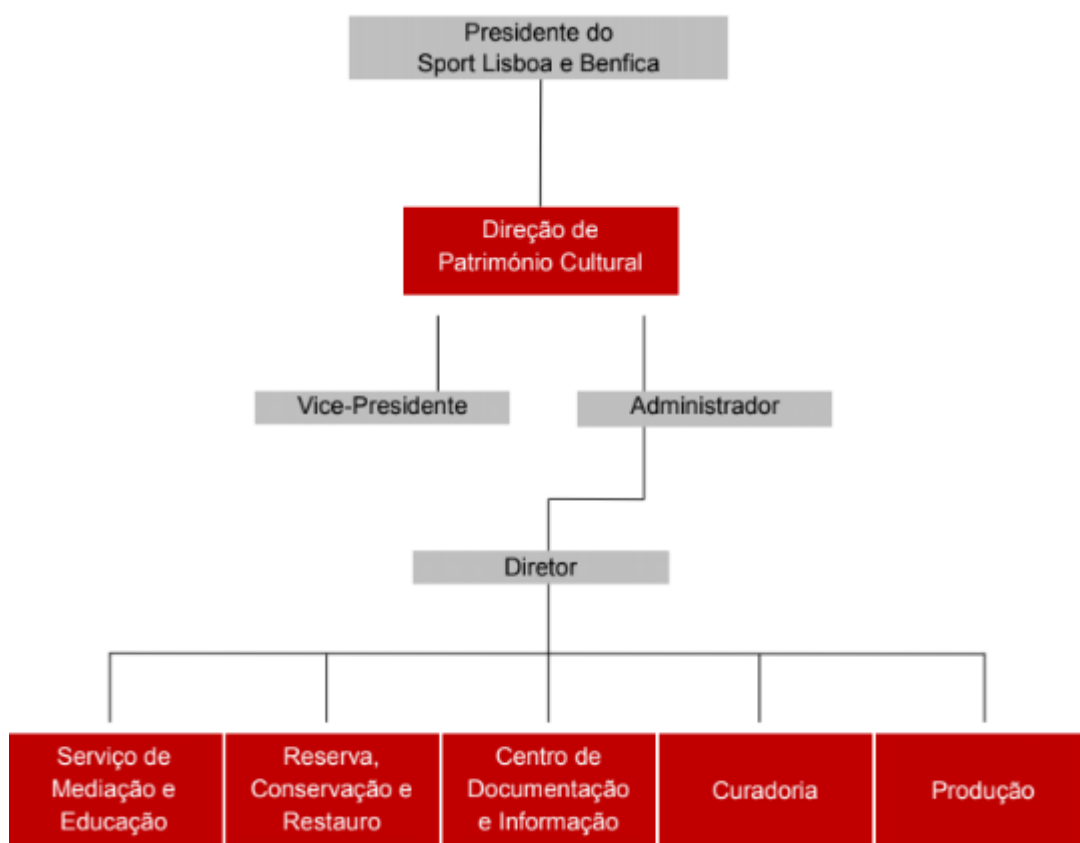 Presidente do
Sport Lisboa e Benfica
Direção de
Património Cultural
Vice-Presidente
Administrador
Diretor
Serviço de
Mediação e
Educação
Reserva,
Conservação e
Restauro
Centro de
Documentação
e Informação
Curadoria
Produção